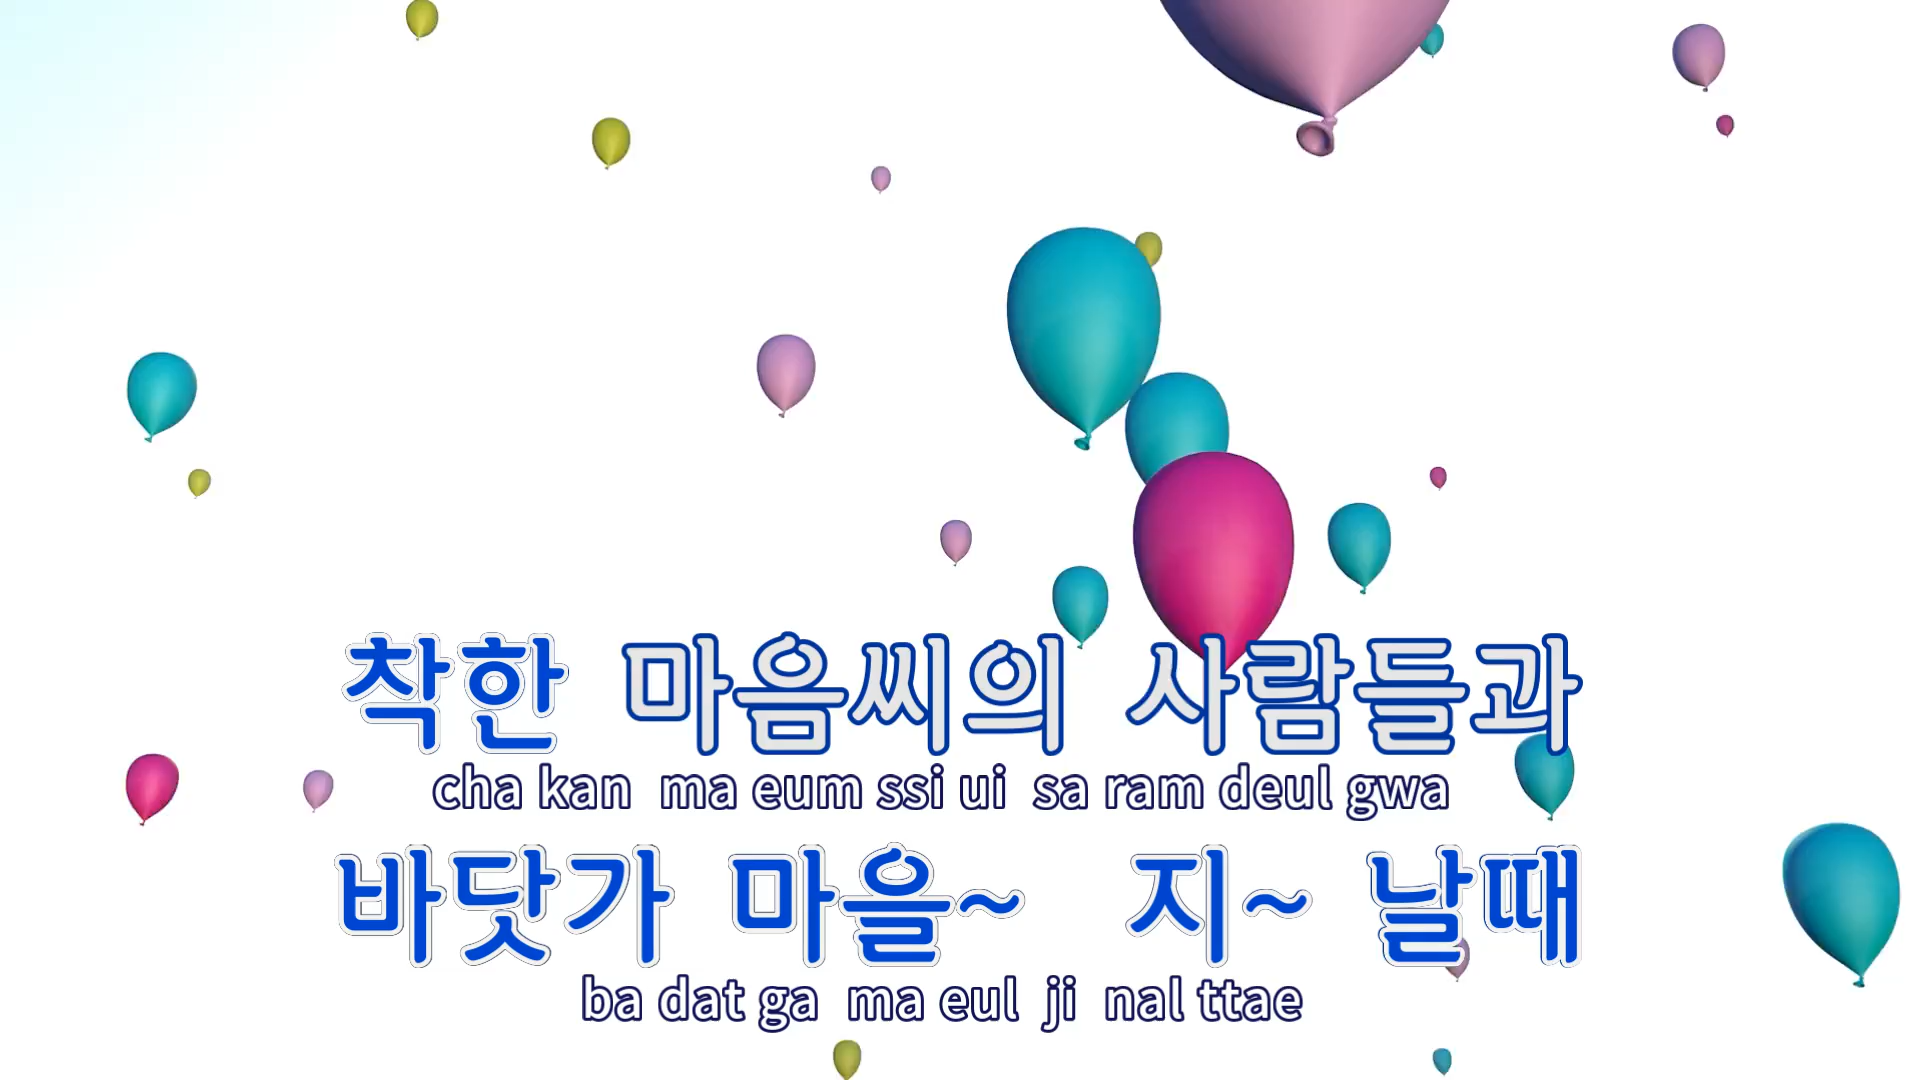 착한 마음씨의 사람들과
cha kan ma eum ssi ui sa ram deul gwa
바닷가 마을~ 지~ 날때
ba dat ga ma eul ji nal ttae